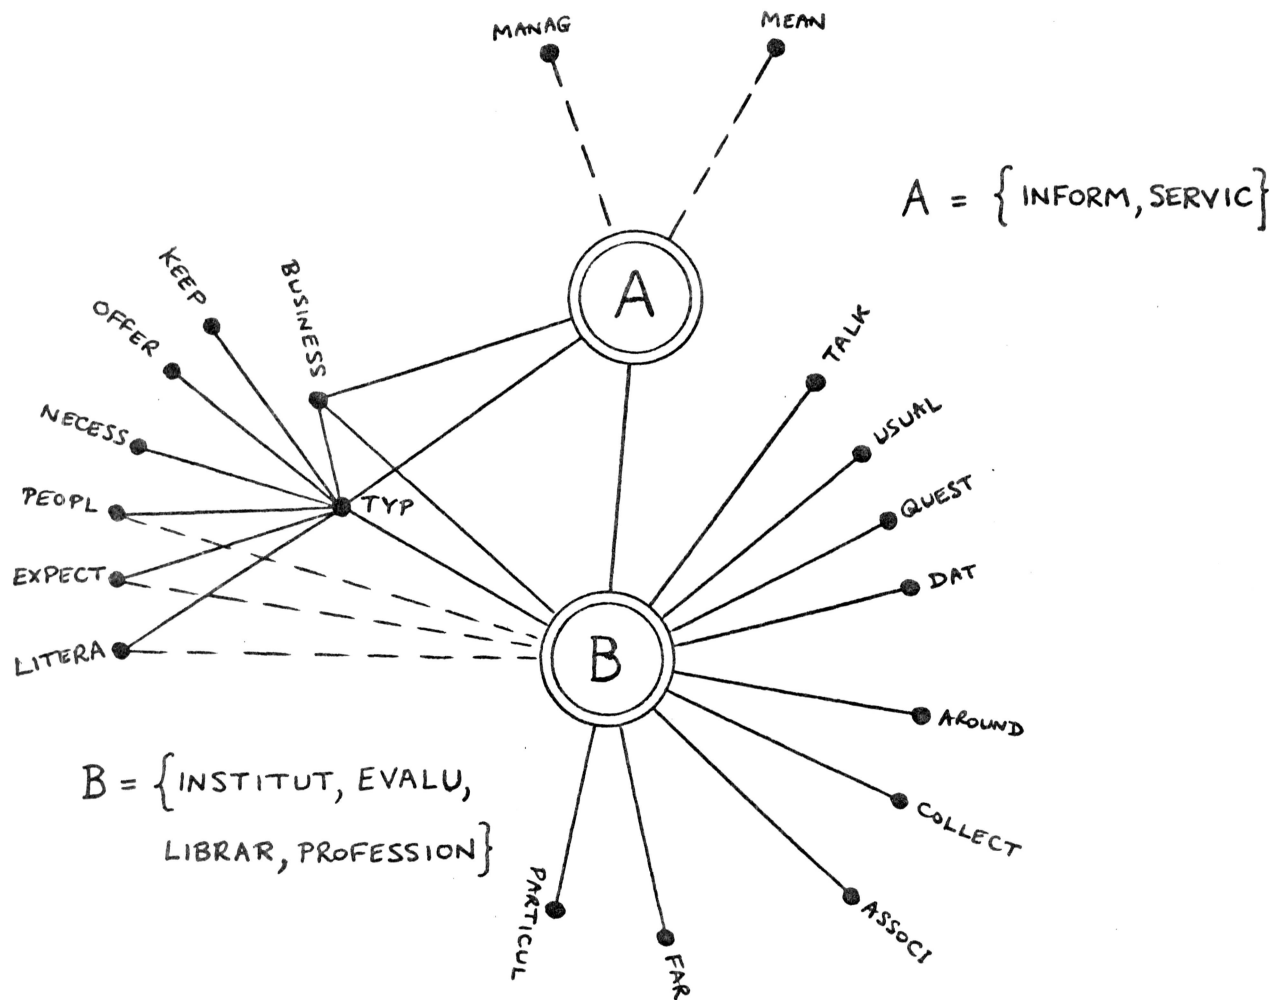 MANAG
MEAN
A = {INFORM, SERVIC}
A
KEEP
BUSINESS
OFFER
TALK
NECESS
USUAL
PEOPL
TYP
QUEST
EXPECT
DAT
LITERA
B
AROUND
B = {INSTITUT, EVALU,
LIBRAR, PROFESSION}
COLLECT
PARTICUL
FAR
ASSOCI